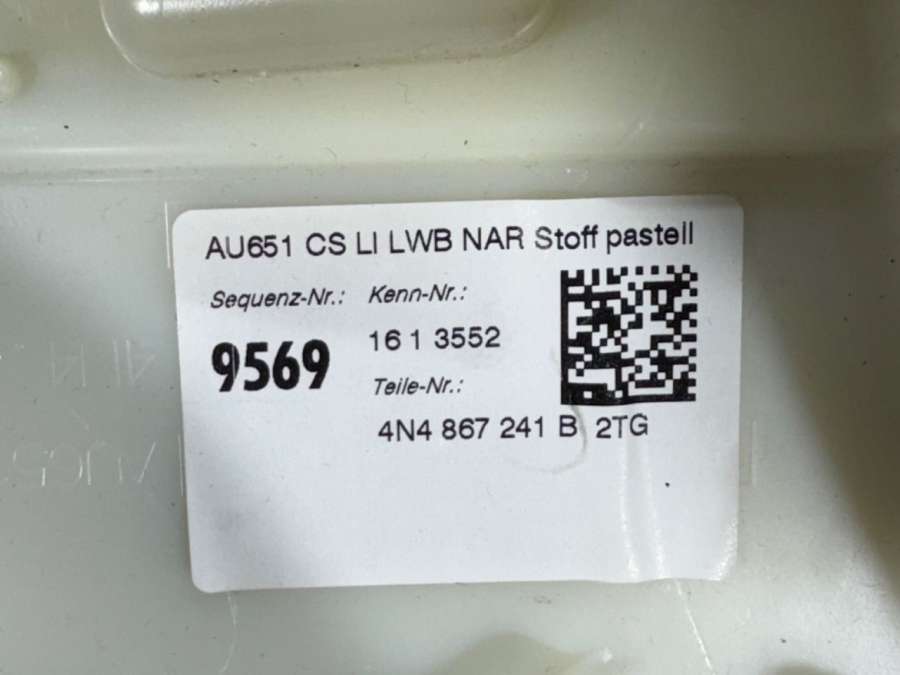 AU651 CS LI LWB NAR Stoff pastell
Sequenz-Nr.: Kenn-Nr.:
9569
16 1 3552
Teile-Nr.:
4N4 867 241 B 2TG